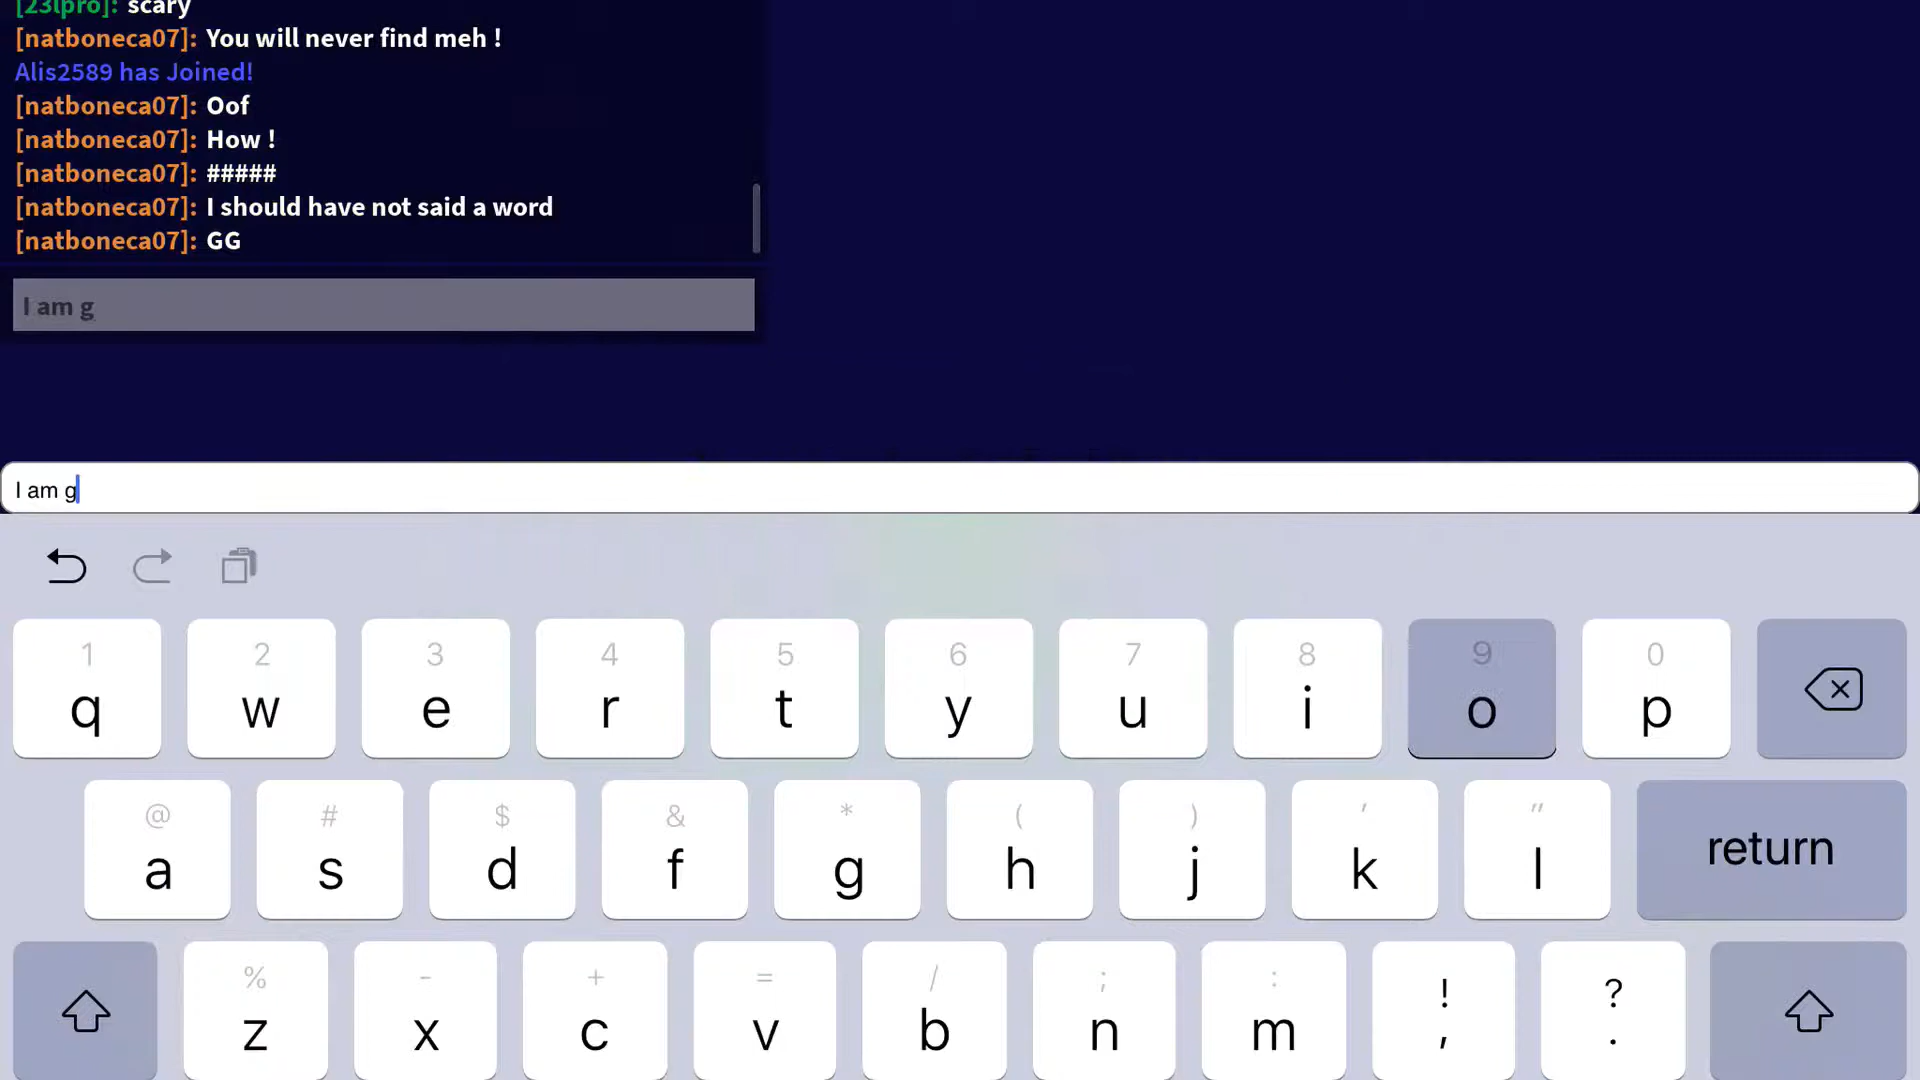 [23lpro]: scary
[natboneca07]: You will never find meh !
Alis2589 has Joined!
[natboneca07]: Oof
[natboneca07]: How !
[natboneca07]: #####
[natboneca07]: I should have not said a word
[natboneca07]: GG
I am g
I am g
1 2 3 4 5 6 7 8 9 0
q w e r t y u i o p
@ # $ & * ( ) ' "
a s d f g h j k l return
% - + = / ; : ! ?
z x c v b n m , .